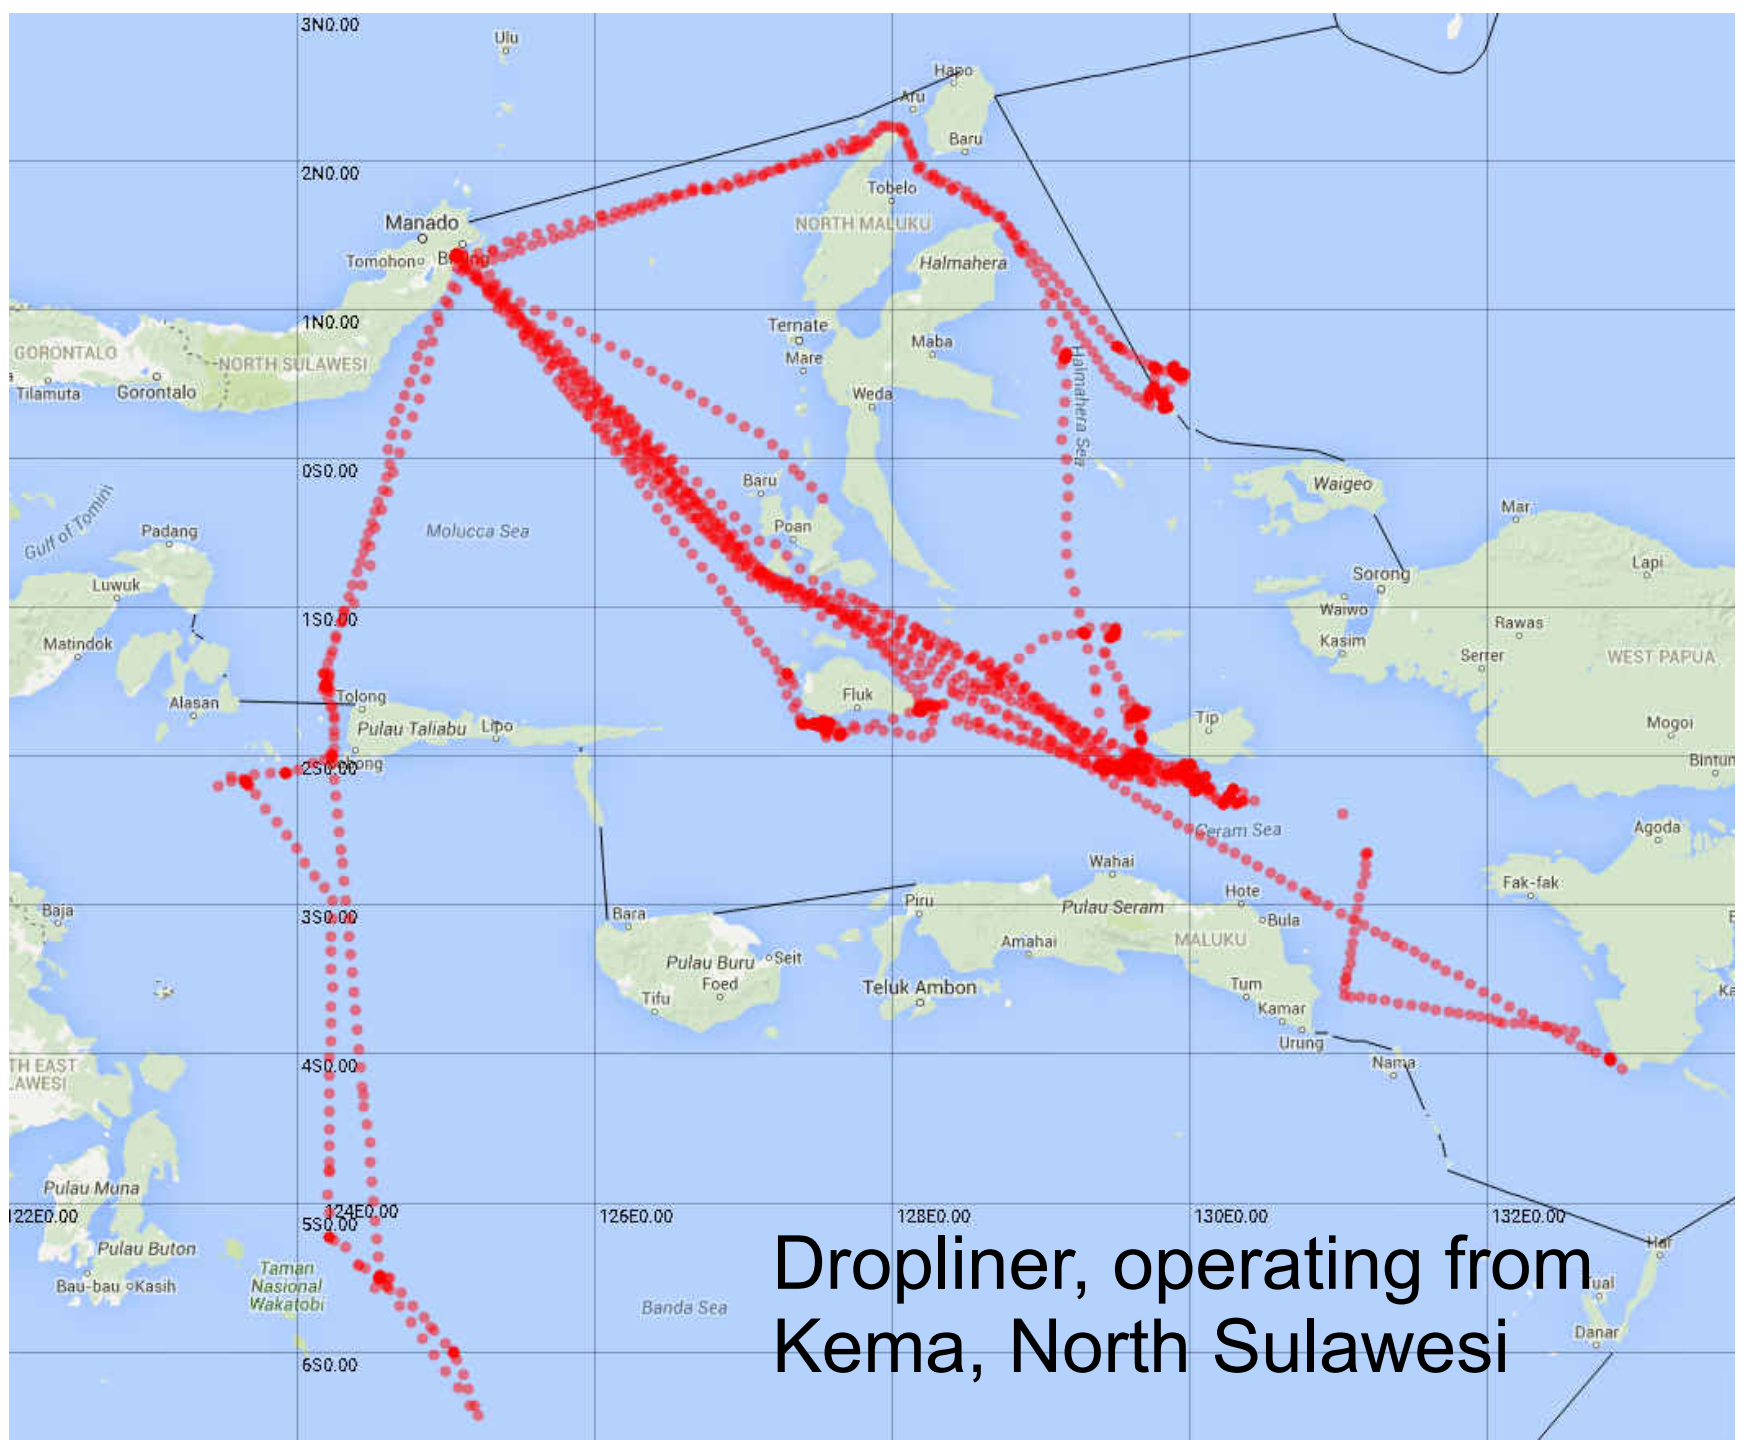 3N0.00
Ulu
Hapo
Aru
Baru
2N0.00
Tobelo
Manado
NORTH MALUKU
Tomohon
Halmahera
1N0.00
Ternate
GORONTALO
Maba
NORTH SULAWESI
Mare
Tilamuta
Gorontalo
Weda
Halmahera Sea
0S0.00
Baru
Waigeo
Gulf of Tomini
Mar
Padang
Molucca Sea
Poan
Lapi
Luwuk
Sorong
Waiwo
1S0.00
Rawas
Matindok
Kasim
Serrer
WEST PAPUA
Alasan
Tolong
Fluk
Tip
Mogoi
Pulau Taliabu
Lipo
2S0.00
Bintun
Ceram Sea
Agoda
Wahai
Fak-fak
Hote
Baja
3S0.00
Bara
Piru
Pulau Seram
Bula
Amahai
MALUKU
Pulau Buru
Seit
Foed
Teluk Ambon
Tum
Tifu
Kamar
Urung
TH EAST
LAWESI
4S0.00
Nama
Pulau Muna
122E0.00
124E0.00
5S0.00
126E0.00
128E0.00
130E0.00
132E0.00
Pulau Buton
Har
Taman
Nasional
Wakatobi
Bau-bau
Kasih
Banda Sea
Dropliner, operating from
Kema, North Sulawesi
Tual
Danar
6S0.00